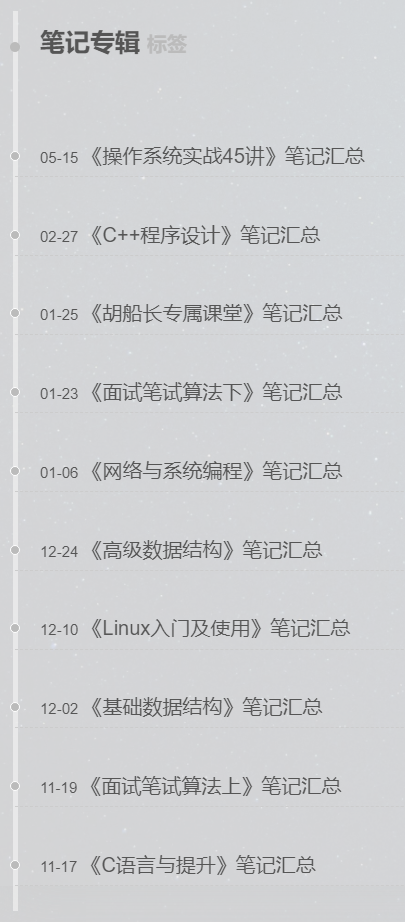 笔记专辑 标签
05-15 《操作系统实战45讲》笔记汇总
02-27 《C++程序设计》笔记汇总
01-25 《胡船长专属课堂》笔记汇总
01-23 《面试笔试算法下》笔记汇总
01-06 《网络与系统编程》笔记汇总
12-24 《高级数据结构》笔记汇总
12-10 《Linux入门及使用》笔记汇总
12-02 《基础数据结构》笔记汇总
11-19 《面试笔试算法上》笔记汇总
11-17 《C语言与提升》笔记汇总